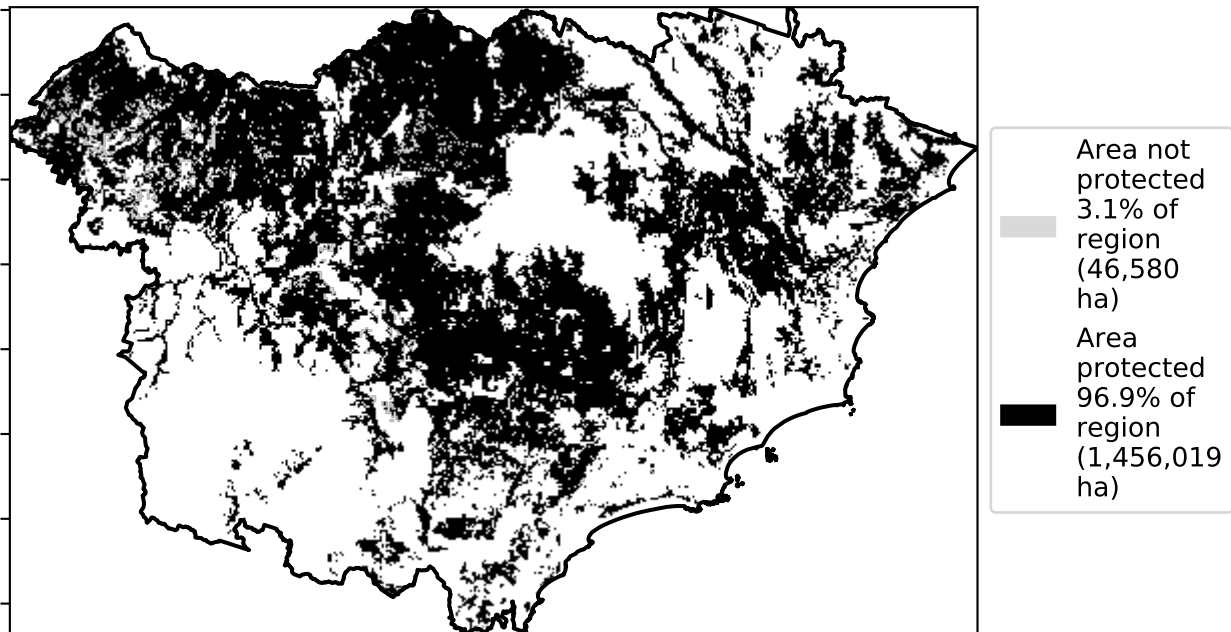 Area not
protected
3.1% of
region
(46,580
ha)
Area
protected
96.9% of
region
(1,456,019
ha)